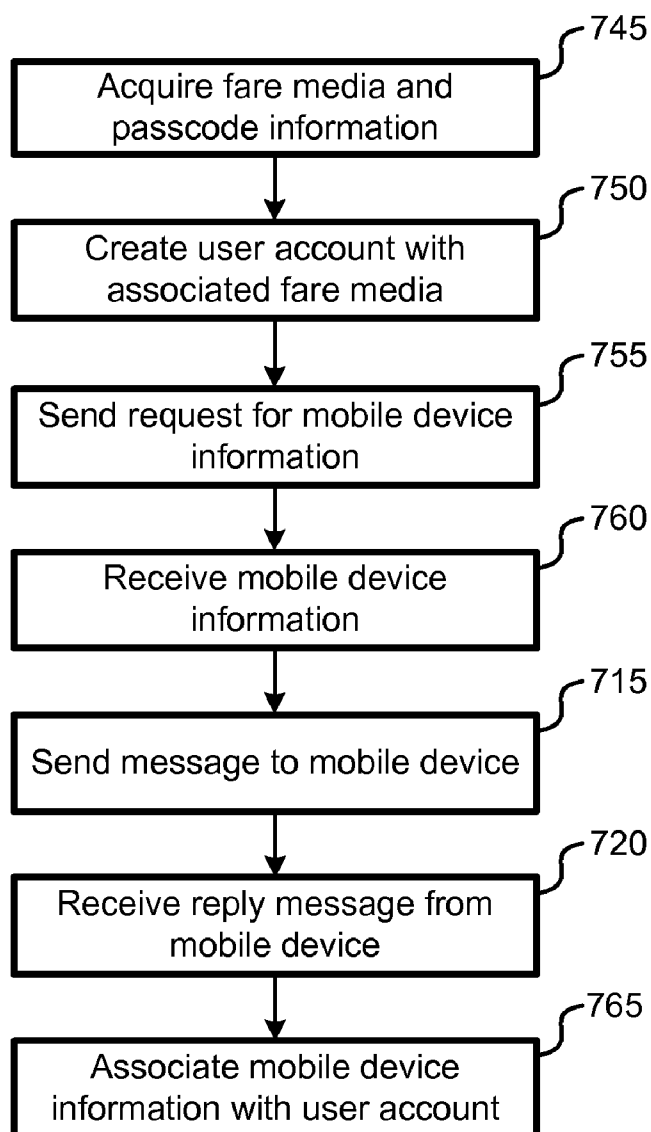 745
Acquire fare media and
passcode information
750
Create user account with
associated fare media
755
Send request for mobile device
information
760
Receive mobile device
information
715
Send message to mobile device
720
Receive reply message from
mobile device
765
Associate mobile device
information with user account